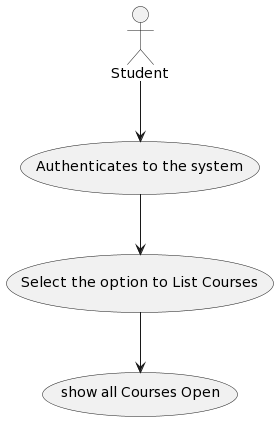 Student
Authenticates to the system
Select the option to List Courses
show all Courses Open